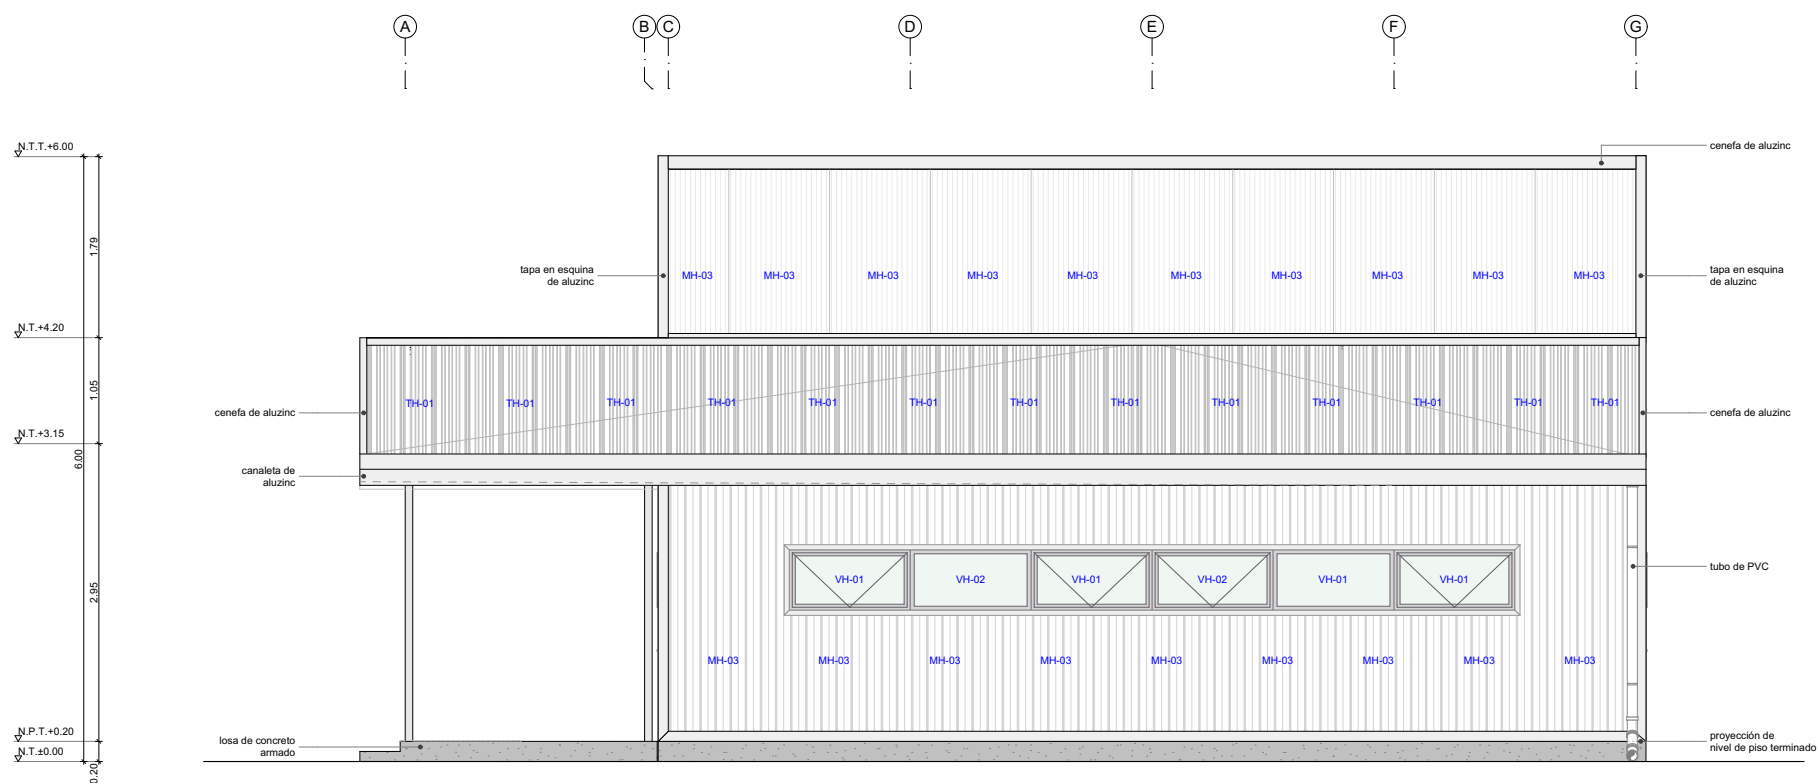 A B C D E F G
N.T.T.+6.00
cenefa de aluzinc
1.79
tapa en esquina
de aluzinc
MH-03 MH-03 MH-03 MH-03 MH-03 MH-03 MH-03 MH-03 MH-03 MH-03
tapa en esquina
de aluzinc
N.T.+4.20
1.05
cenefa de aluzinc
TH-01 TH-01 TH-01 TH-01 TH-01 TH-01 TH-01 TH-01 TH-01 TH-01 TH-01 TH-01 TH-01
cenefa de aluzinc
N.T.+3.15
6.00
canaleta de
aluzinc
2.95
VH-01 VH-02 VH-01 VH-02 VH-01 VH-01
tubo de PVC
MH-03 MH-03 MH-03 MH-03 MH-03 MH-03 MH-03 MH-03 MH-03
N.P.T.+0.20
losa de concreto
armado
proyección de
nivel de piso terminado
N.T.±0.00
0.20